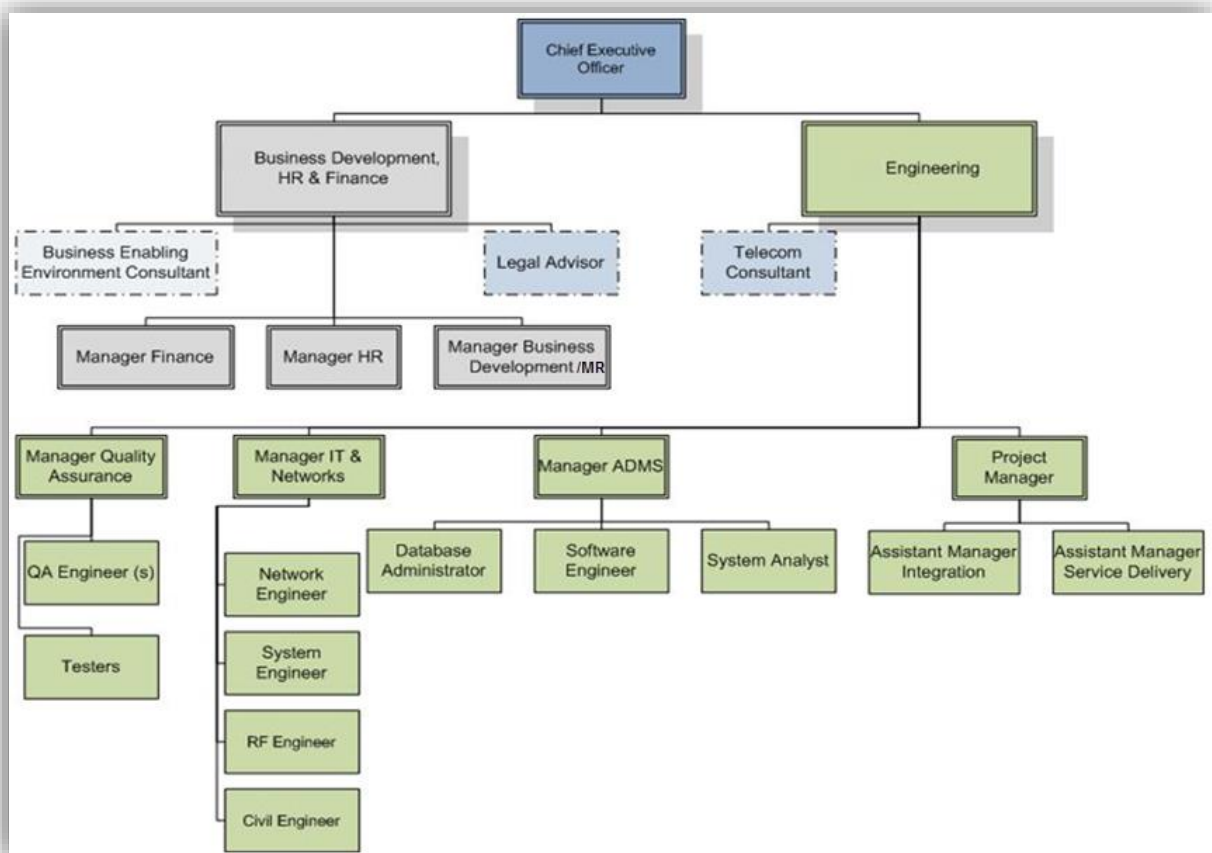 Chief Executive
Officer
Business Development,
HR & Finance
Engineering
Business Enabling
Environment Consultant
Legal Advisor
Telecom
Consultant
Manager Finance
Manager HR
Manager Business
Development /MR
Manager Quality
Assurance
Manager IT &
Networks
Manager ADMS
Project
Manager
QA Engineer (s)
Testers
Network
Engineer
System
Engineer
RF Engineer
Civil Engineer
Database
Administrator
Software
Engineer
System Analyst
Assistant Manager
Integration
Assistant Manager
Service Delivery